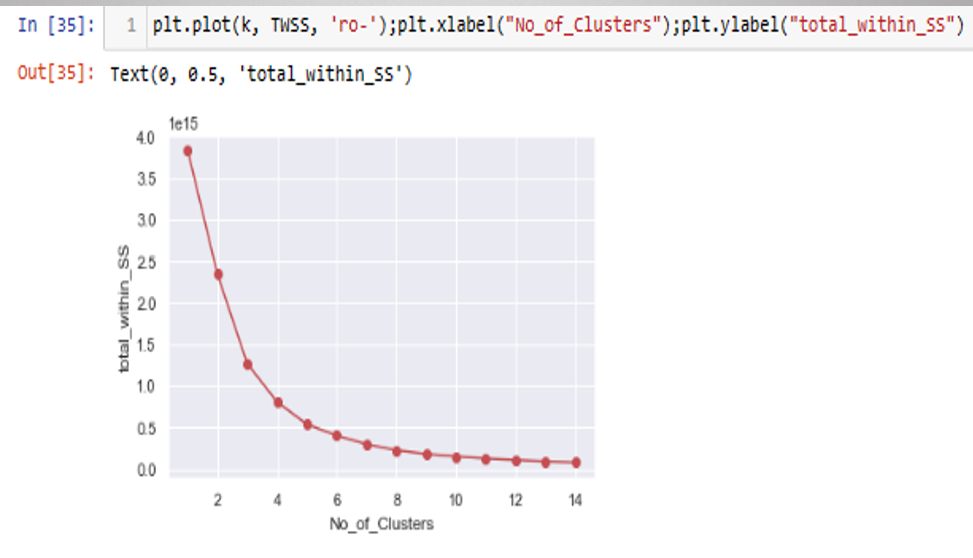 In [35]: 1 plt.plot(k, TWSS, 'ro-');plt.xlabel("No_of_Clusters");plt.ylabel("total_within_SS")
Out[35]: Text(0, 0.5, 'total_within_SS')
1e15
4.0
3.5
3.0
2.5
2.0
1.5
1.0
0.5
0.0
total_within_SS
2 4 6 8 10 12 14
No_of_Clusters